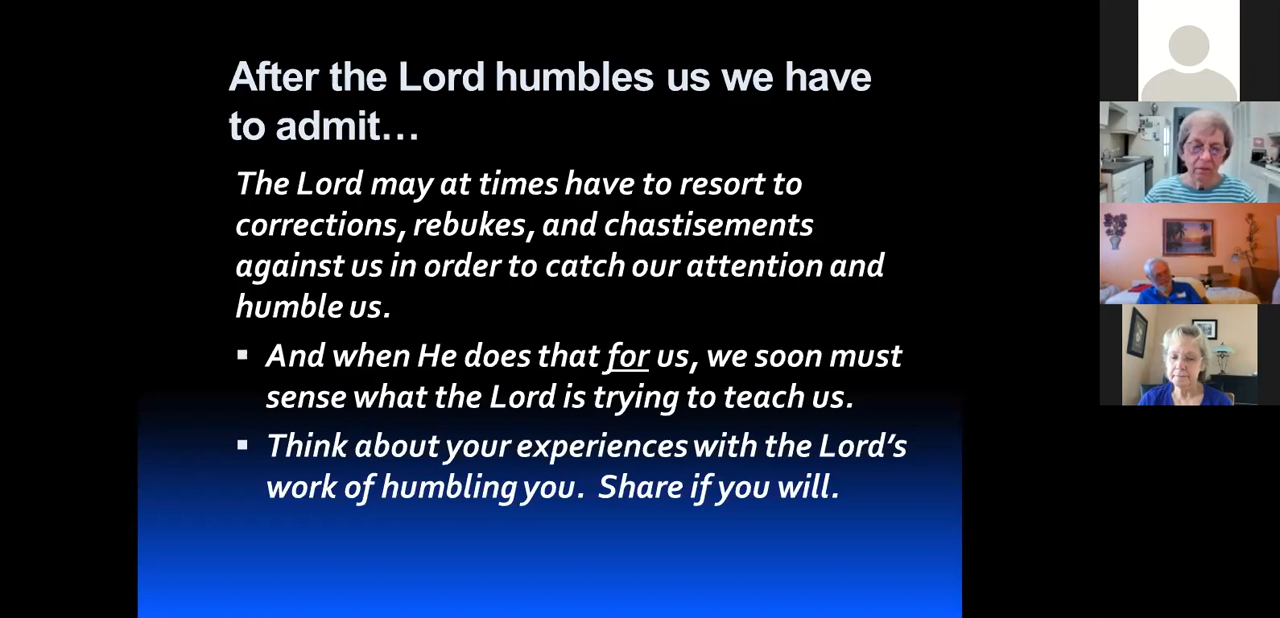 After the Lord humbles us we have
to admit…
The Lord may at times have to resort to
corrections, rebukes, and chastisements
against us in order to catch our attention and
humble us.
▪ And when He does that for us, we soon must
sense what the Lord is trying to teach us.
▪ Think about your experiences with the Lord’s
work of humbling you.  Share if you will.